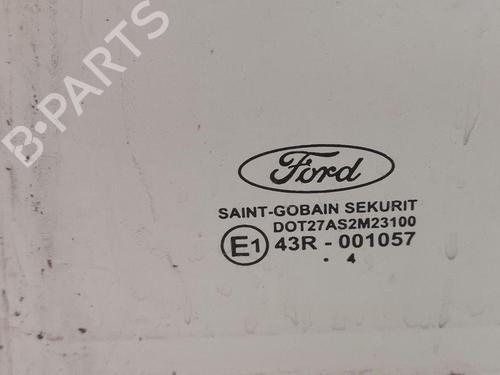 B-PARTS
Ford
SAINT-GOBAIN SEKURIT
DOT27AS2M23100
E1 43R - 001057
. 4